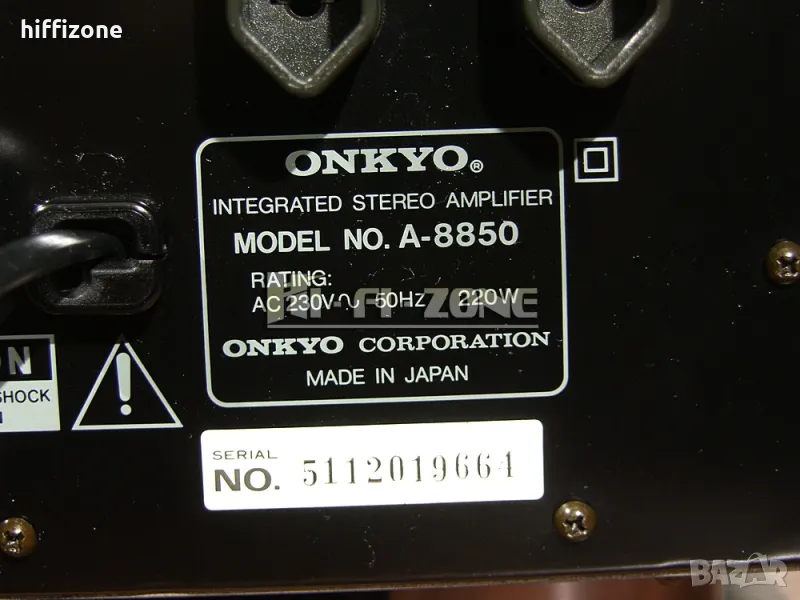 hiffizone
ONKYO®
INTEGRATED STEREO AMPLIFIER
MODEL NO. A-8850
RATING:
AC 230V∿ 50Hz 220W
Hi-Fi-ZONE
ONKYO CORPORATION
MADE IN JAPAN
ON
SHOCK
N
SERIAL
NO. 5112019664
BAZAR